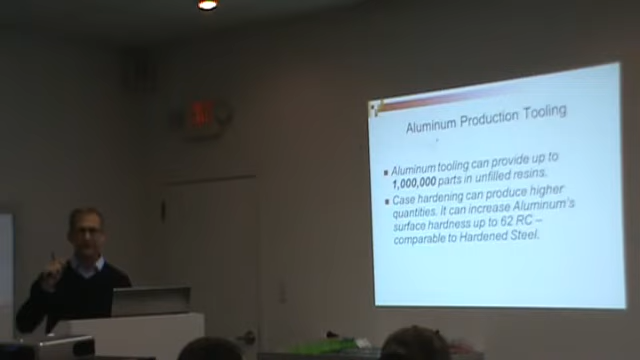 Aluminum Production Tooling
Aluminum tooling can provide up to
1,000,000 parts in unfilled resins.
Case hardening can produce higher
quantities. It can increase Aluminum's
surface hardness up to 62 RC –
comparable to Hardened Steel.